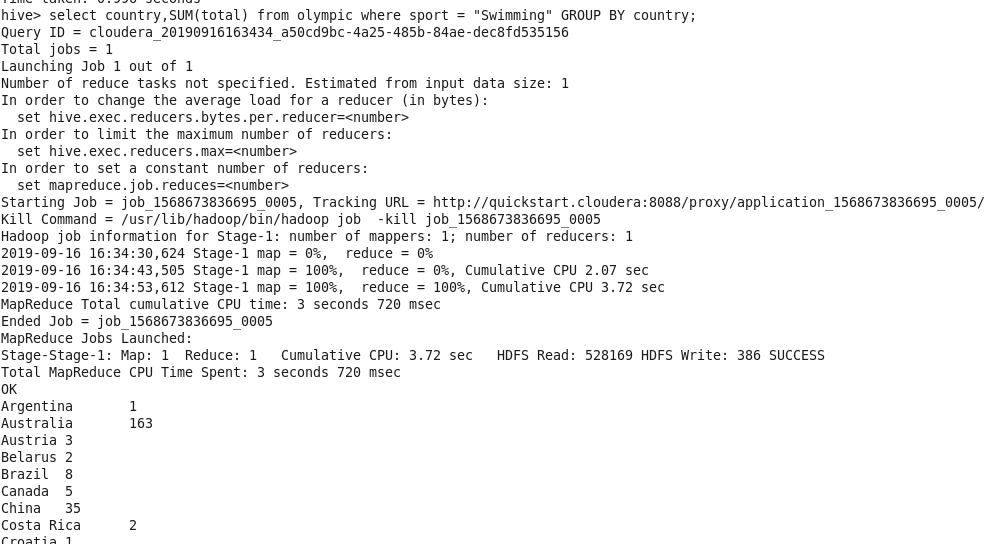 Time taken: 0.996 seconds
hive> select country,SUM(total) from olympic where sport = "Swimming" GROUP BY country;
Query ID = cloudera_20190916163434_a50cd9bc-4a25-485b-84ae-dec8fd535156
Total jobs = 1
Launching Job 1 out of 1
Number of reduce tasks not specified. Estimated from input data size: 1
In order to change the average load for a reducer (in bytes):
  set hive.exec.reducers.bytes.per.reducer=<number>
In order to limit the maximum number of reducers:
  set hive.exec.reducers.max=<number>
In order to set a constant number of reducers:
  set mapreduce.job.reduces=<number>
Starting Job = job_1568673836695_0005, Tracking URL = http://quickstart.cloudera:8088/proxy/application_1568673836695_0005/
Kill Command = /usr/lib/hadoop/bin/hadoop job  -kill job_1568673836695_0005
Hadoop job information for Stage-1: number of mappers: 1; number of reducers: 1
2019-09-16 16:34:30,624 Stage-1 map = 0%,  reduce = 0%
2019-09-16 16:34:43,505 Stage-1 map = 100%,  reduce = 0%, Cumulative CPU 2.07 sec
2019-09-16 16:34:53,612 Stage-1 map = 100%,  reduce = 100%, Cumulative CPU 3.72 sec
MapReduce Total cumulative CPU time: 3 seconds 720 msec
Ended Job = job_1568673836695_0005
MapReduce Jobs Launched:
Stage-Stage-1: Map: 1  Reduce: 1   Cumulative CPU: 3.72 sec   HDFS Read: 528169 HDFS Write: 386 SUCCESS
Total MapReduce CPU Time Spent: 3 seconds 720 msec
OK
Argentina	1
Australia	163
Austria	3
Belarus	2
Brazil	8
Canada	5
China	35
Costa Rica	2
Croatia	1